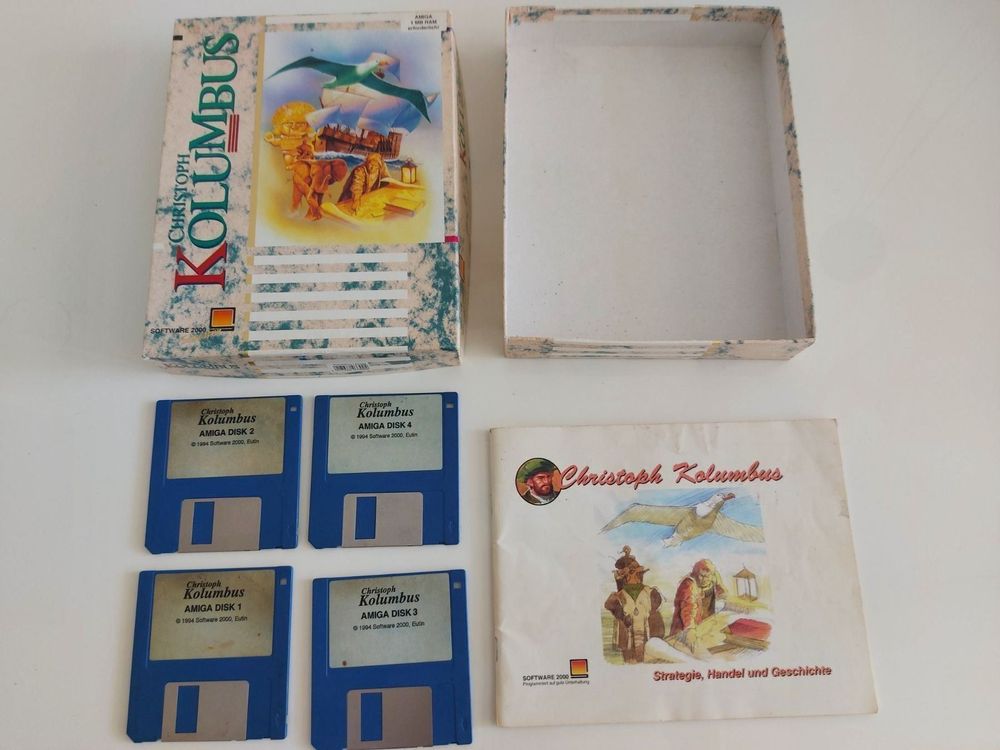 AMIGA
1 MB RAM
erforderlich!
CHRISTOPH
KOLUMBUS
SOFTWARE 2000
Christoph
Kolumbus
AMIGA DISK 2
© 1994 Software 2000, Eutin
Christoph
Kolumbus
AMIGA DISK 4
© 1994 Software 2000, Eutin
Christoph
Kolumbus
AMIGA DISK 1
© 1994 Software 2000, Eutin
Christoph
Kolumbus
AMIGA DISK 3
© 1994 Software 2000, Eutin
Christoph Kolumbus
SOFTWARE 2000
Programmiert auf gute Unterhaltung
Strategie, Handel und Geschichte